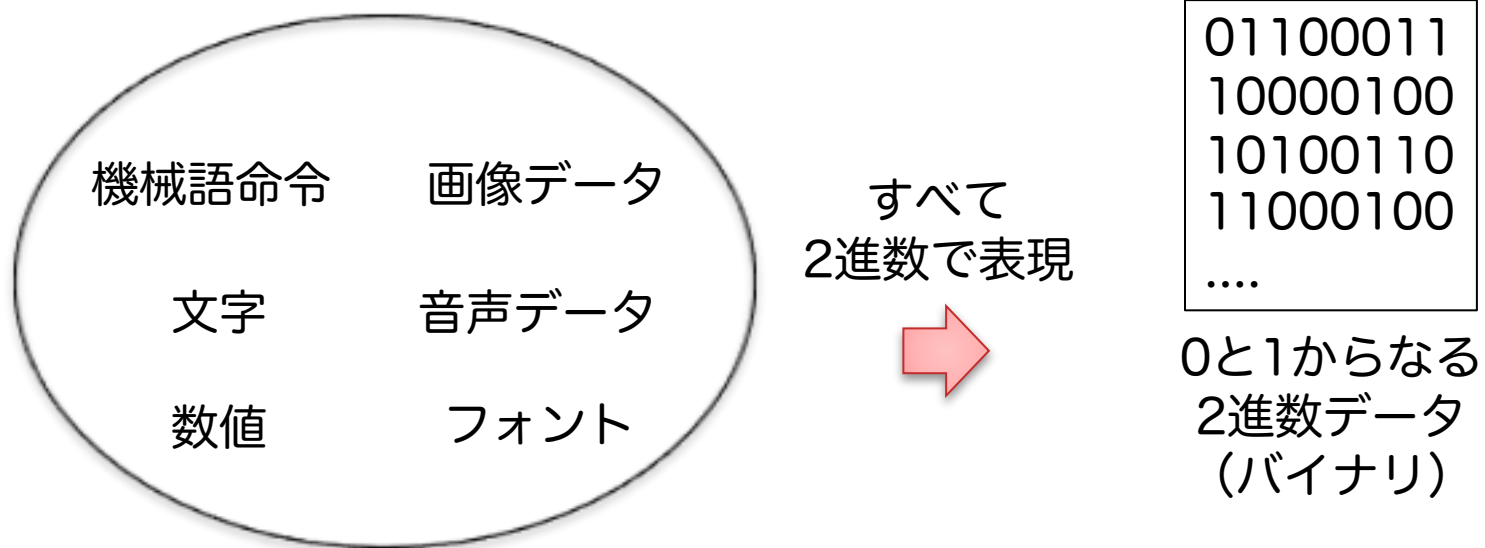 機械語命令
画像データ
文字
音声データ
数値
フォント
すべて
2進数で表現
01100011
10000100
10100110
11000100
....
0と1からなる
2進数データ
（バイナリ）